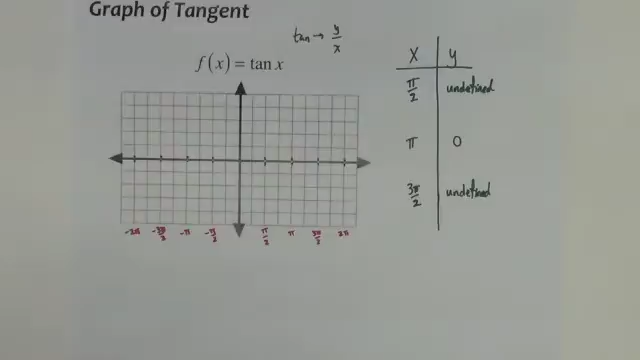 Graph of Tangent
tan → y/x
f(x) = tan x
x y
π/2 undefined
π 0
3π/2 undefined
-2π -3π/2 -π -π/2 π/2 π 3π/2 2π